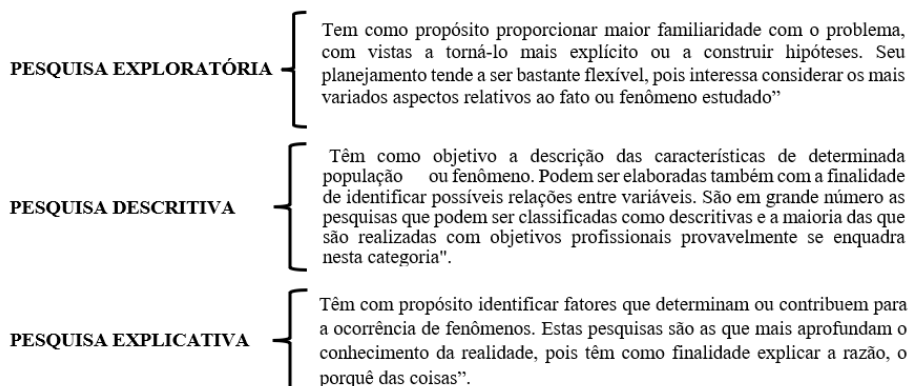 Tem como propósito proporcionar maior familiaridade com o problema,
com vistas a torná-lo mais explícito ou a construir hipóteses. Seu
PESQUISA EXPLORATÓRIA
planejamento tende a ser bastante flexível, pois interessa considerar os mais
variados aspectos relativos ao fato ou fenômeno estudado”
Têm como objetivo a descrição das características de determinada
população ou fenômeno. Podem ser elaboradas também com a finalidade
de identificar possíveis relações entre variáveis. São em grande número as
PESQUISA DESCRITIVA
pesquisas que podem ser classificadas como descritivas e a maioria das que
são realizadas com objetivos profissionais provavelmente se enquadra
nesta categoria".
Têm com propósito identificar fatores que determinam ou contribuem para
a ocorrência de fenômenos. Estas pesquisas são as que mais aprofundam o
PESQUISA EXPLICATIVA
conhecimento da realidade, pois têm como finalidade explicar a razão, o
porquê das coisas”.